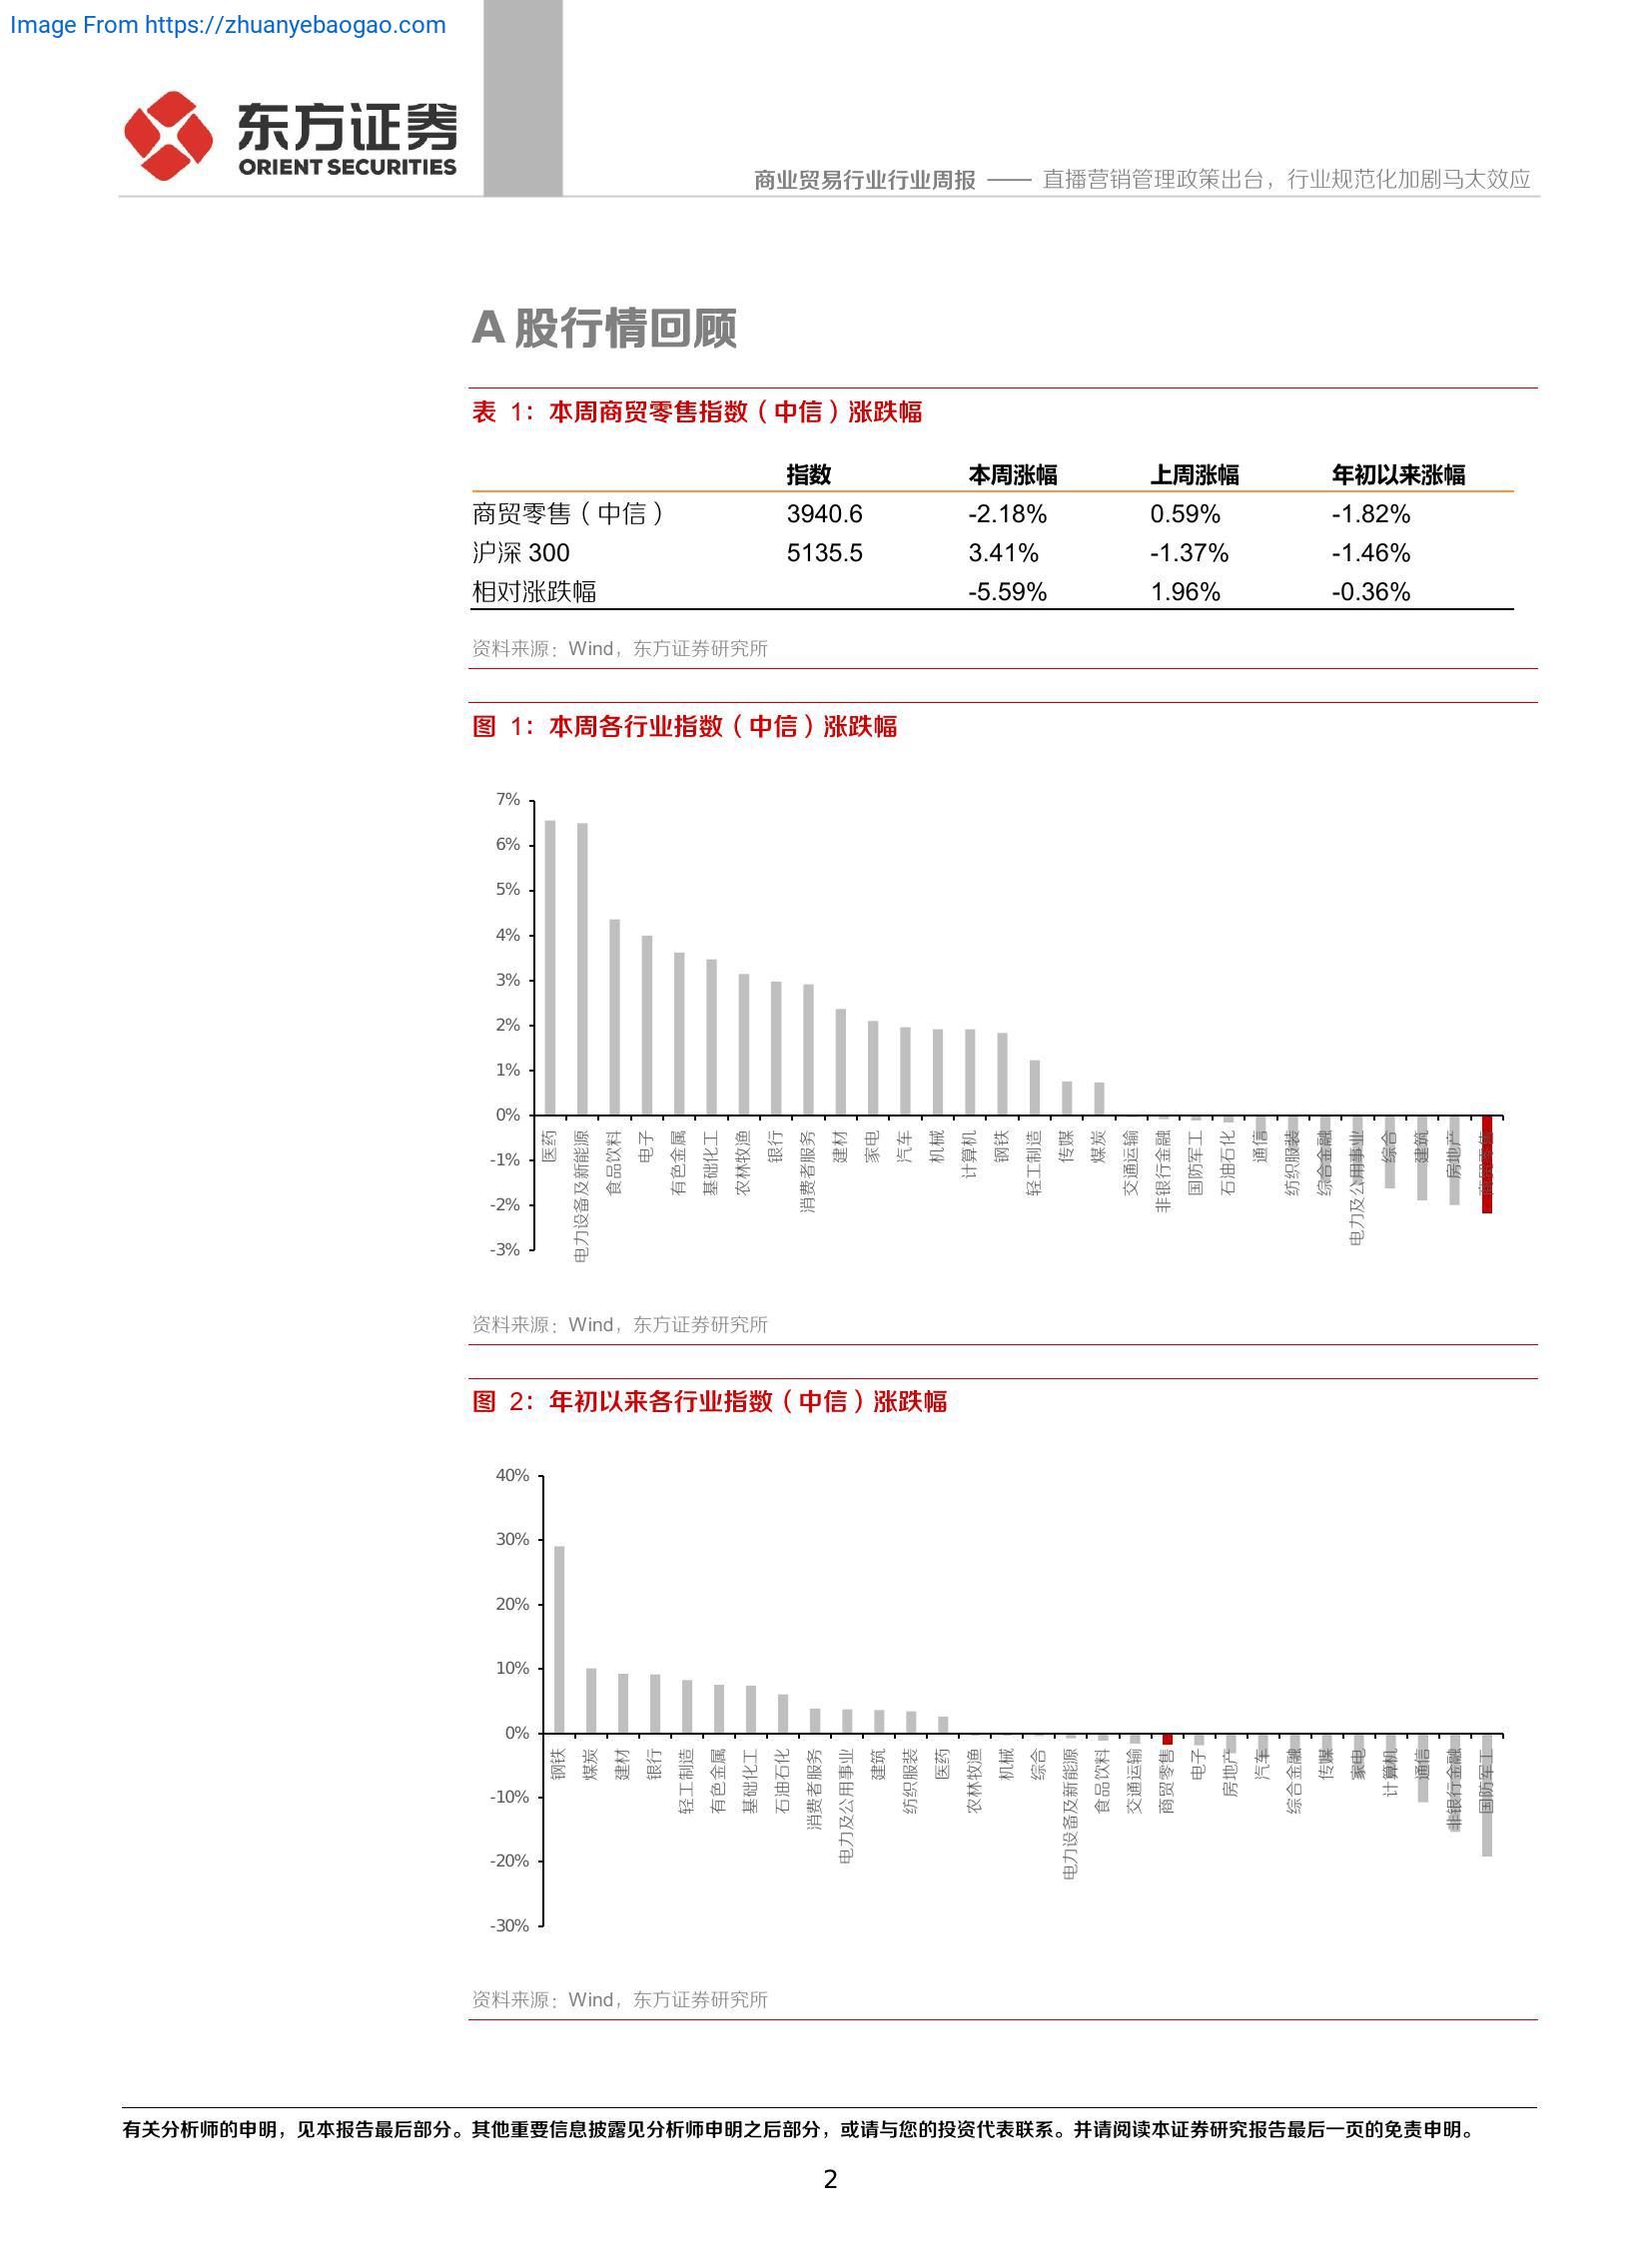 Image From https://zhuanyebaogao.com
东方证券
ORIENT SECURITIES
商业贸易行业行业周报 —— 直播营销管理政策出台，行业规范化加剧马太效应
A 股行情回顾
表 1：本周商贸零售指数（中信）涨跌幅
指数 本周涨幅 上周涨幅 年初以来涨幅
商贸零售（中信） 3940.6 -2.18% 0.59% -1.82%
沪深 300 5135.5 3.41% -1.37% -1.46%
相对涨跌幅 -5.59% 1.96% -0.36%
资料来源：Wind，东方证券研究所
图 1：本周各行业指数（中信）涨跌幅
7%
6%
5%
4%
3%
2%
1%
0%
-1%
-2%
-3%
医药
电力设备及新能源
食品饮料
电子
有色金属
基础化工
农林牧渔
银行
消费者服务
建材
家电
汽车
机械
计算机
钢铁
轻工制造
传媒
煤炭
交通运输
非银行金融
国防军工
石油石化
通信
纺织服装
综合金融
电力及公用事业
综合
建筑
房地产
商贸零售
资料来源：Wind，东方证券研究所
图 2：年初以来各行业指数（中信）涨跌幅
40%
30%
20%
10%
0%
-10%
-20%
-30%
钢铁
煤炭
建材
银行
轻工制造
有色金属
基础化工
石油石化
消费者服务
电力及公用事业
建筑
纺织服装
医药
农林牧渔
机械
综合
电力设备及新能源
食品饮料
交通运输
商贸零售
电子
房地产
汽车
综合金融
传媒
家电
计算机
通信
非银行金融
国防军工
资料来源：Wind，东方证券研究所
有关分析师的申明，见本报告最后部分。其他重要信息披露见分析师申明之后部分，或请与您的投资代表联系。并请阅读本证券研究报告最后一页的免责申明。
2